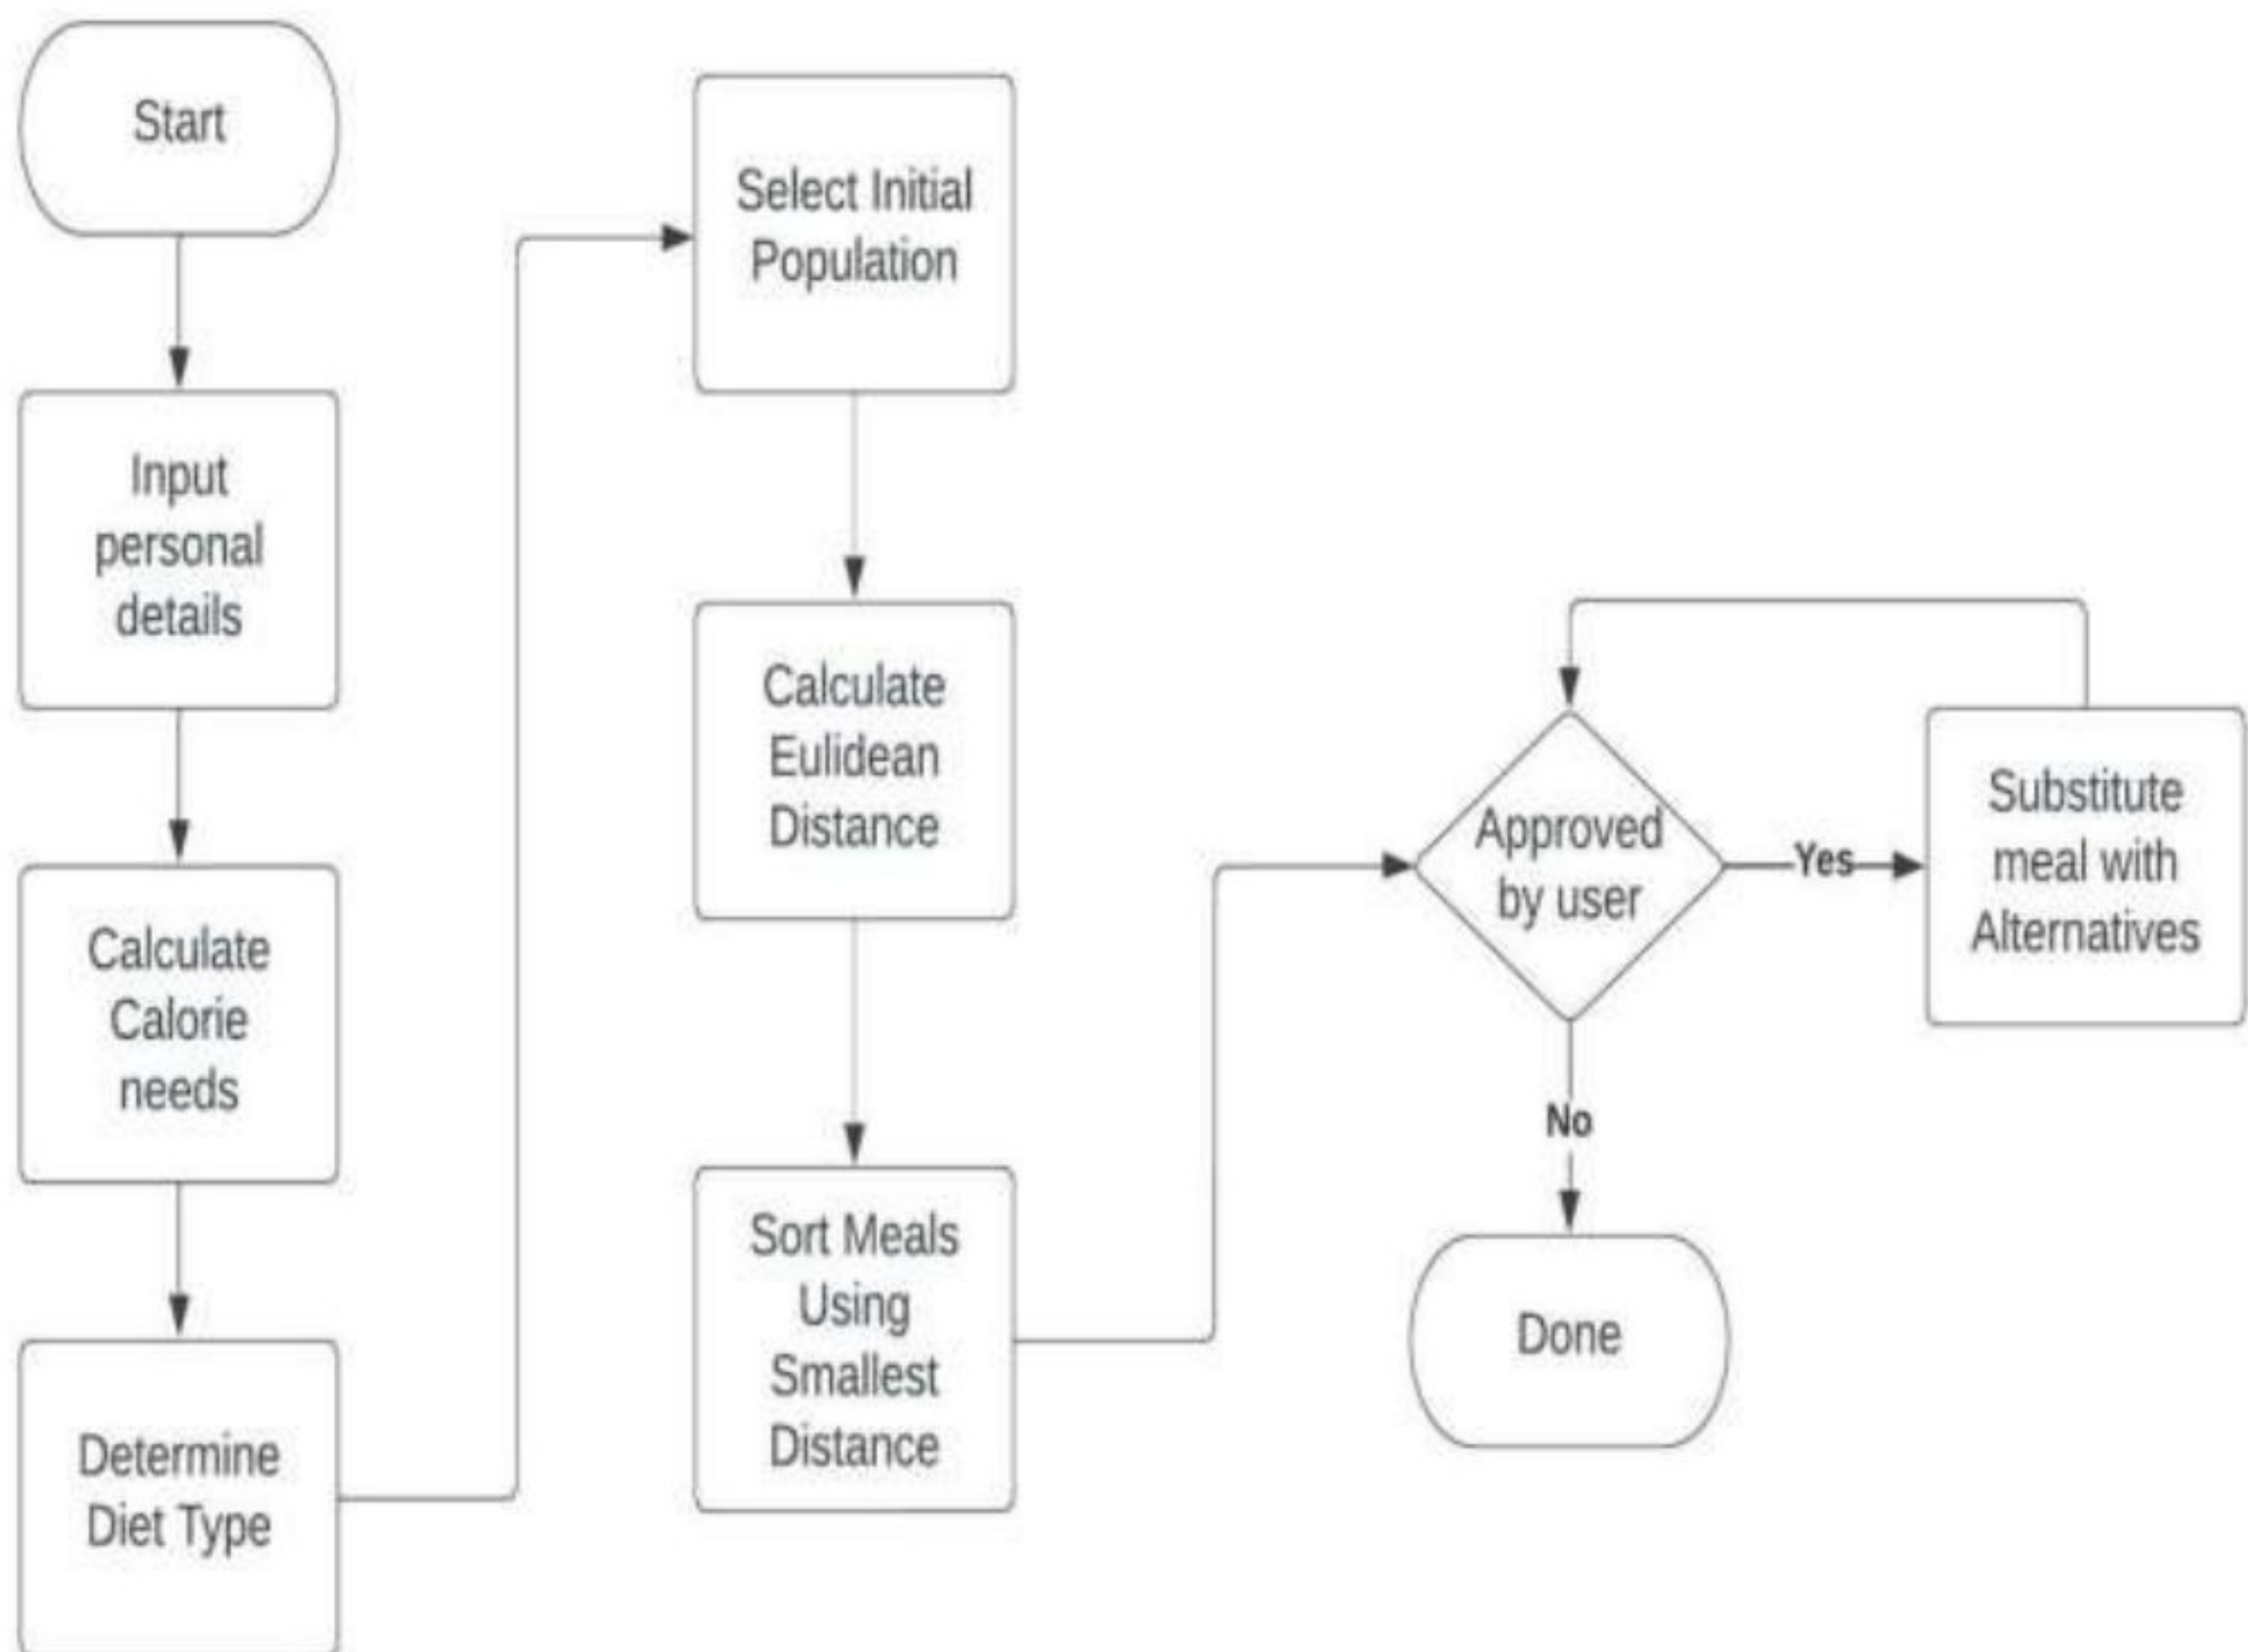 Start
Input
personal
details
Calculate
Calorie
needs
Determine
Diet Type
Select Initial
Population
Calculate
Eulidean
Distance
Sort Meals
Using
Smallest
Distance
Approved
by user
Yes
Substitute
meal with
Alternatives
No
Done